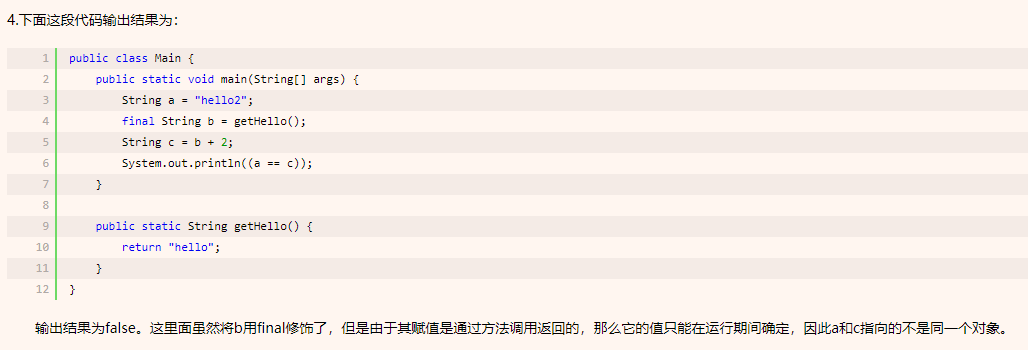 4.下面这段代码输出结果为：
1 public class Main {
2     public static void main(String[] args) {
3         String a = "hello2";
4         final String b = getHello();
5         String c = b + 2;
6         System.out.println((a == c));
7     }
8
9     public static String getHello() {
10         return "hello";
11     }
12 }
输出结果为false。这里面虽然将b用final修饰了，但是由于其赋值是通过方法调用返回的，那么它的值只能在运行期间确定，因此a和c指向的不是同一个对象。